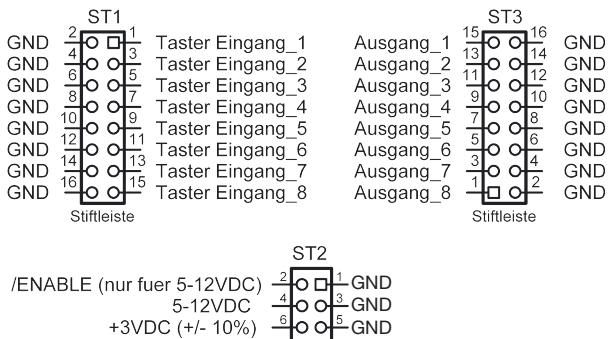 ST1 ST3
GND 2 1 Taster Eingang_1 Ausgang_1 15 16 GND
GND 4 3 Taster Eingang_2 Ausgang_2 13 14 GND
GND 6 5 Taster Eingang_3 Ausgang_3 11 12 GND
GND 8 7 Taster Eingang_4 Ausgang_4 9 10 GND
GND 10 9 Taster Eingang_5 Ausgang_5 7 8 GND
GND 12 11 Taster Eingang_6 Ausgang_6 5 6 GND
GND 14 13 Taster Eingang_7 Ausgang_7 3 4 GND
GND 16 15 Taster Eingang_8 Ausgang_8 1 2 GND
Stiftleiste Stiftleiste
ST2
/ENABLE (nur fuer 5-12VDC) 2 1 GND
5-12VDC 4 3 GND
+3VDC (+/- 10%) 6 5 GND